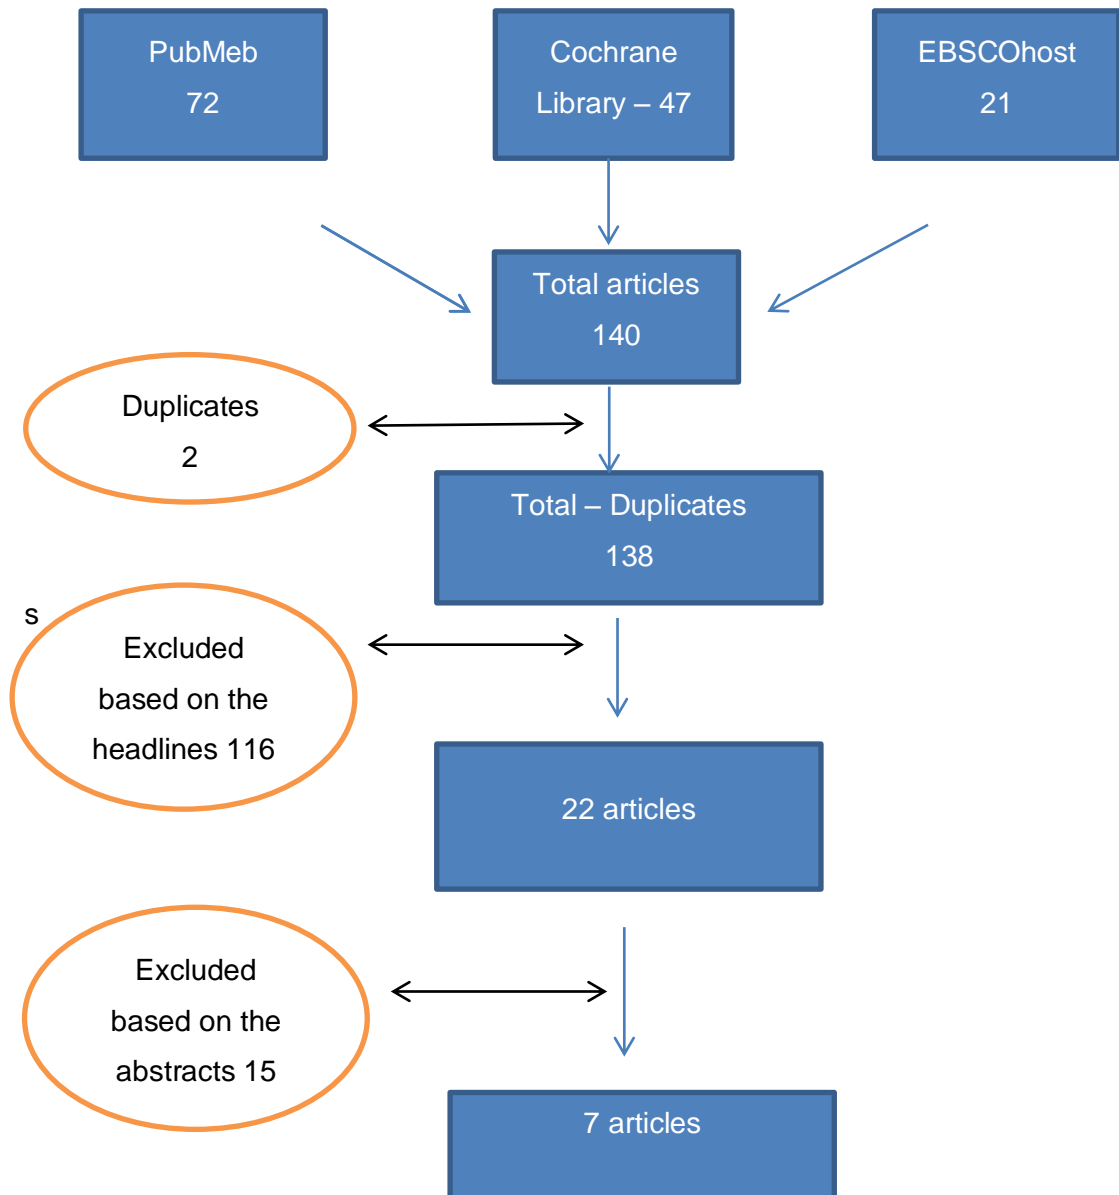 PubMeb
72
Cochrane
Library – 47
EBSCOhost
21
Total articles
140
Duplicates
2
Total – Duplicates
138
s
Excluded
based on the
headlines 116
22 articles
Excluded
based on the
abstracts 15
7 articles